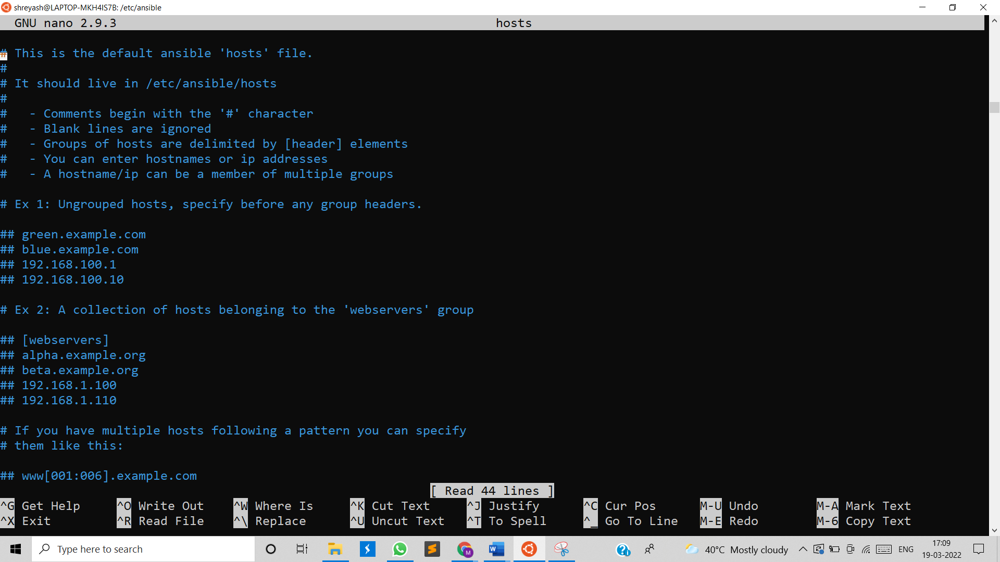 shreyash@LAPTOP-MKH4IS7B: /etc/ansible
GNU nano 2.9.3 hosts
# This is the default ansible 'hosts' file.
#
# It should live in /etc/ansible/hosts
#
#   - Comments begin with the '#' character
#   - Blank lines are ignored
#   - Groups of hosts are delimited by [header] elements
#   - You can enter hostnames or ip addresses
#   - A hostname/ip can be a member of multiple groups
# Ex 1: Ungrouped hosts, specify before any group headers.
## green.example.com
## blue.example.com
## 192.168.100.1
## 192.168.100.10
# Ex 2: A collection of hosts belonging to the 'webservers' group
## [webservers]
## alpha.example.org
## beta.example.org
## 192.168.1.100
## 192.168.1.110
# If you have multiple hosts following a pattern you can specify
# them like this:
## www[001:006].example.com
[ Read 44 lines ]
^G Get Help ^O Write Out ^W Where Is ^K Cut Text ^J Justify ^C Cur Pos M-U Undo M-A Mark Text
^X Exit ^R Read File ^\ Replace ^U Uncut Text ^T To Spell ^_ Go To Line M-E Redo M-6 Copy Text
Type here to search 40°C Mostly cloudy ENG 17:09
19-03-2022